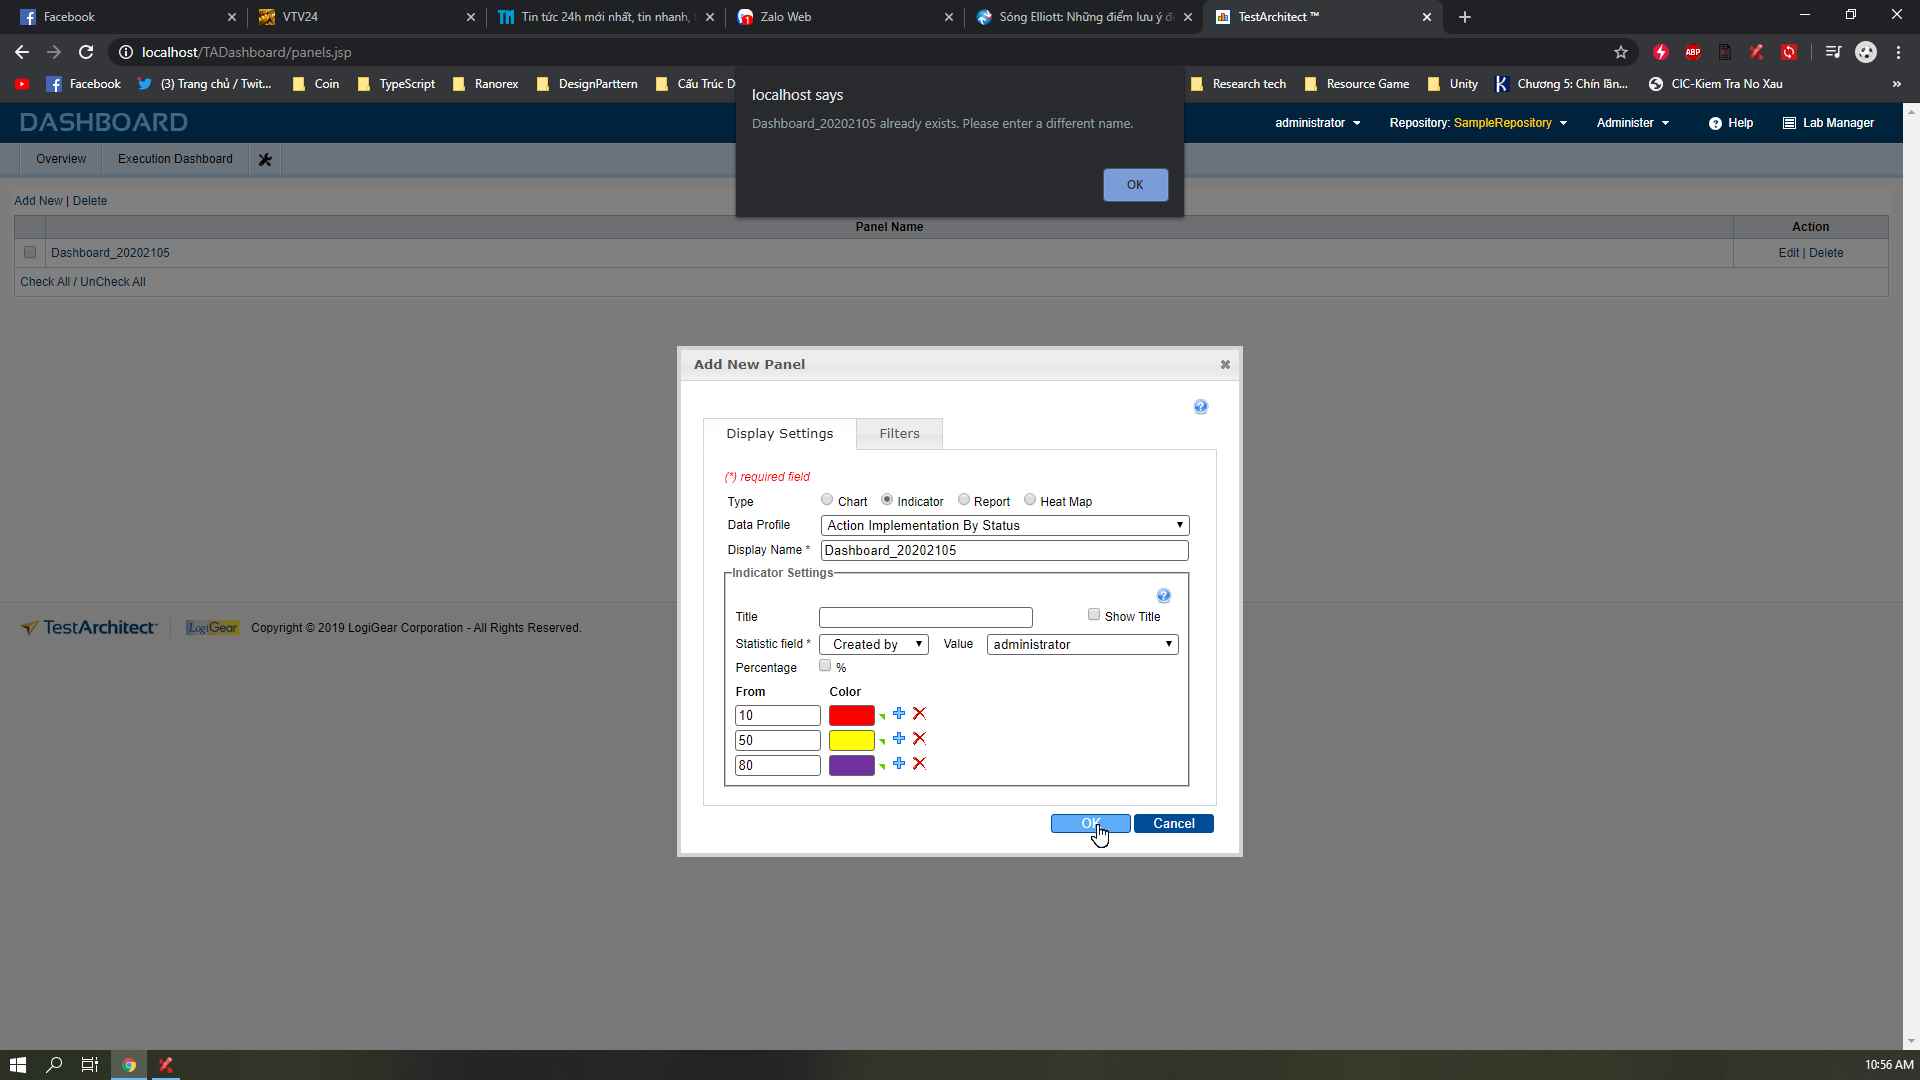 Facebook
VTV24
Tin tức 24h mới nhất, tin nhanh,
1
Zalo Web
Sóng Elliott: Những điểm lưu ý đ
TestArchitect ™
localhost/TADashboard/panels.jsp
ABP
Facebook
(3) Trang chủ / Twit...
Coin
TypeScript
Ranorex
DesignParttern
Cấu Trúc D
Research tech
Resource Game
Unity
Chương 5: Chín lần...
CIC-Kiem Tra No Xau
»
localhost says
Dashboard_20202105 already exists. Please enter a different name.
OK
DASHBOARD
administrator
Repository: SampleRepository
Administer
Help
Lab Manager
Overview
Execution Dashboard
Add New | Delete
Panel Name
Action
Dashboard_20202105
Edit | Delete
Check All / UnCheck All
Add New Panel
Display Settings
Filters
(*) required field
Type
Chart
Indicator
Report
Heat Map
Data Profile
Action Implementation By Status
Display Name *
Dashboard_20202105
Indicator Settings
Title
Show Title
Statistic field *
Created by
Value
administrator
Percentage
%
From
Color
10
50
80
OK
Cancel
TestArchitect™
LogiGear
Copyright © 2019 LogiGear Corporation - All Rights Reserved.
10:56 AM